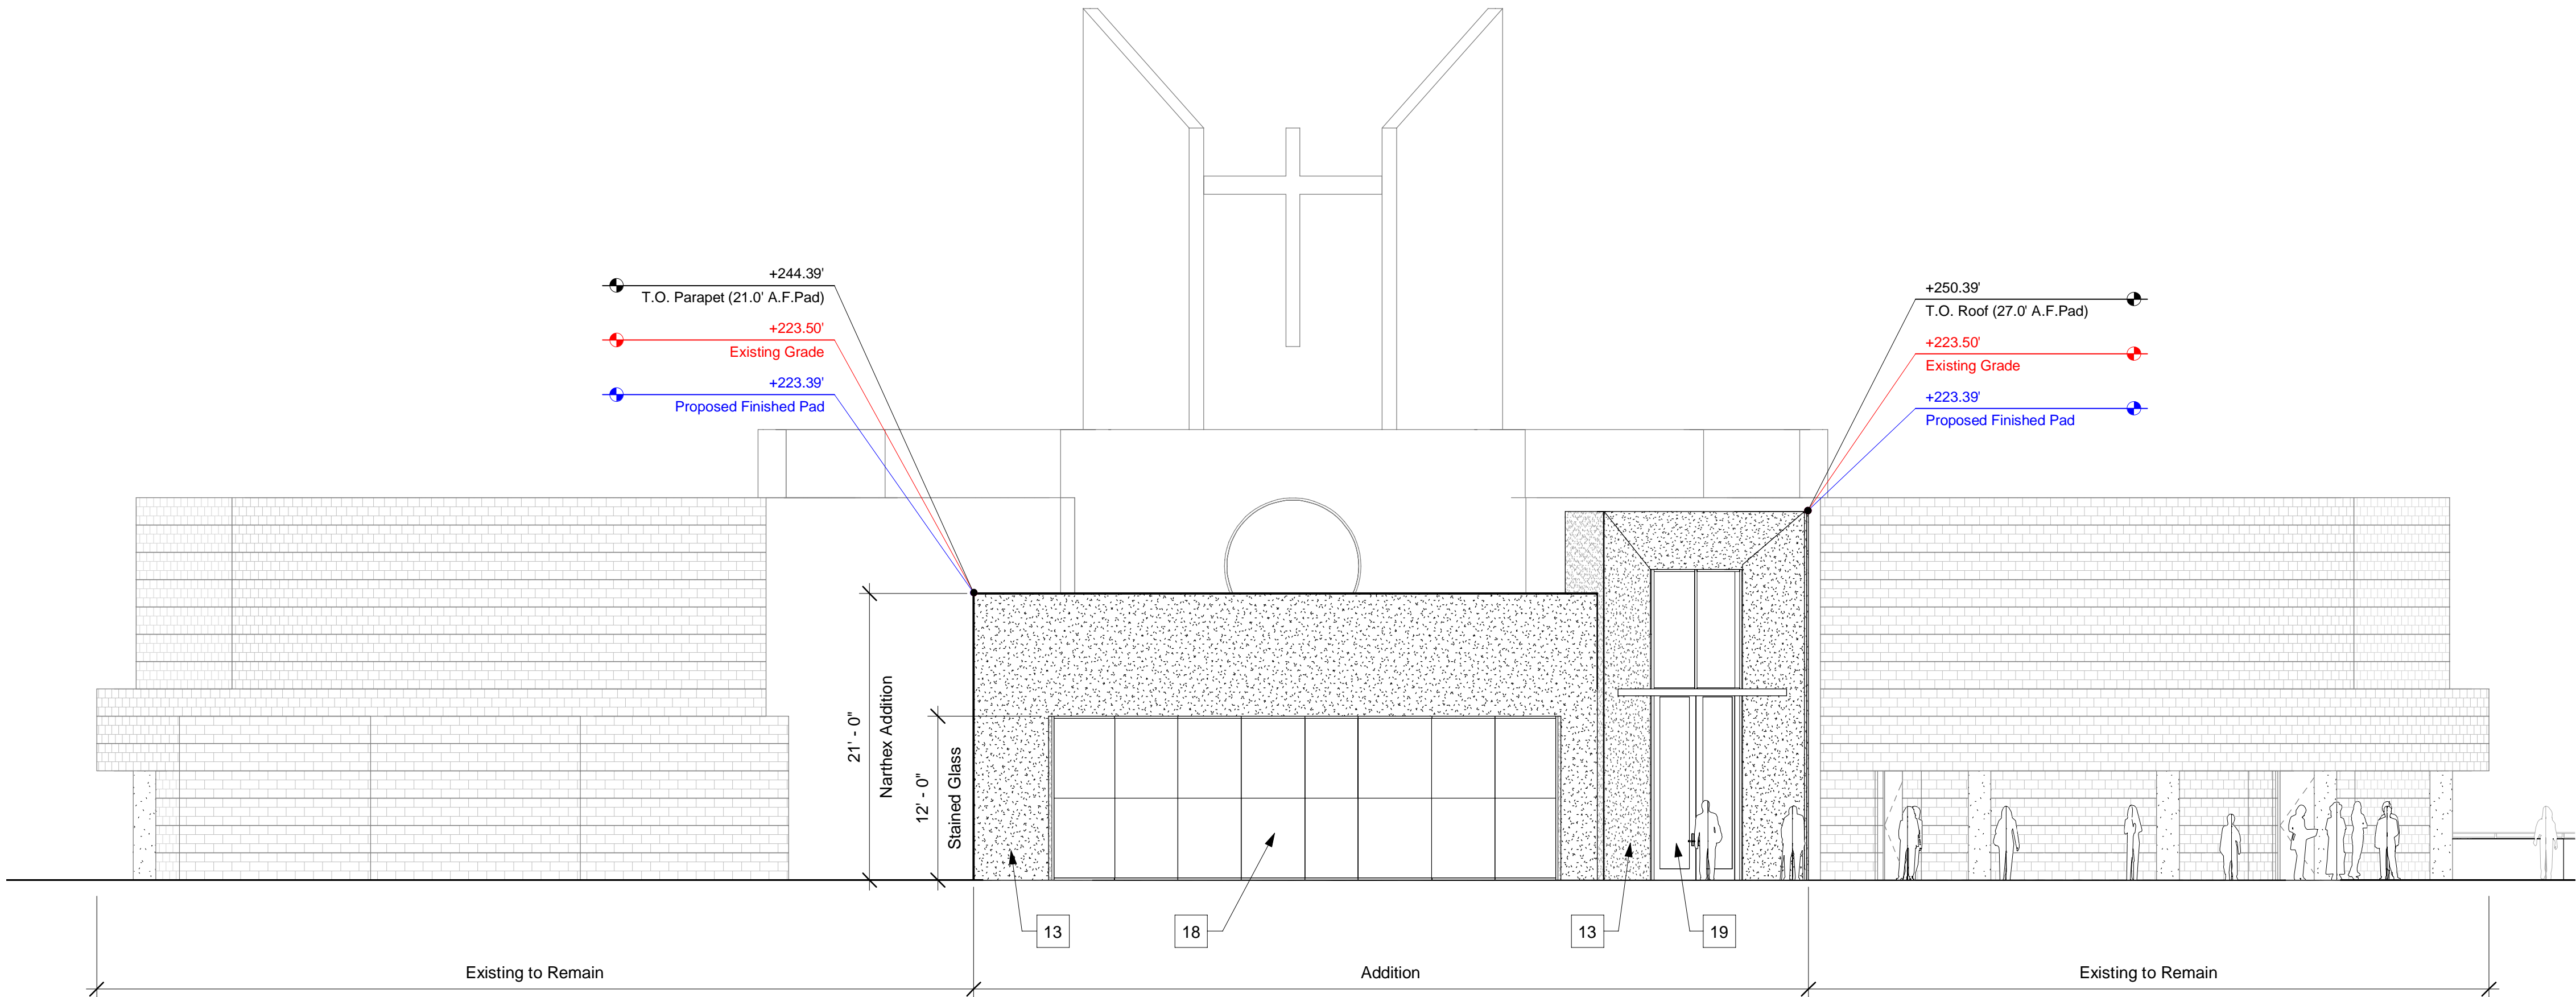 +244.39'
T.O. Parapet (21.0' A.F.Pad)
+223.50'
Existing Grade
+223.39'
Proposed Finished Pad
+250.39'
T.O. Roof (27.0' A.F.Pad)
+223.50'
Existing Grade
+223.39'
Proposed Finished Pad
21' - 0"
Narthex Addition
12' - 0"
Stained Glass
13
18
13
19
Existing to Remain
Addition
Existing to Remain